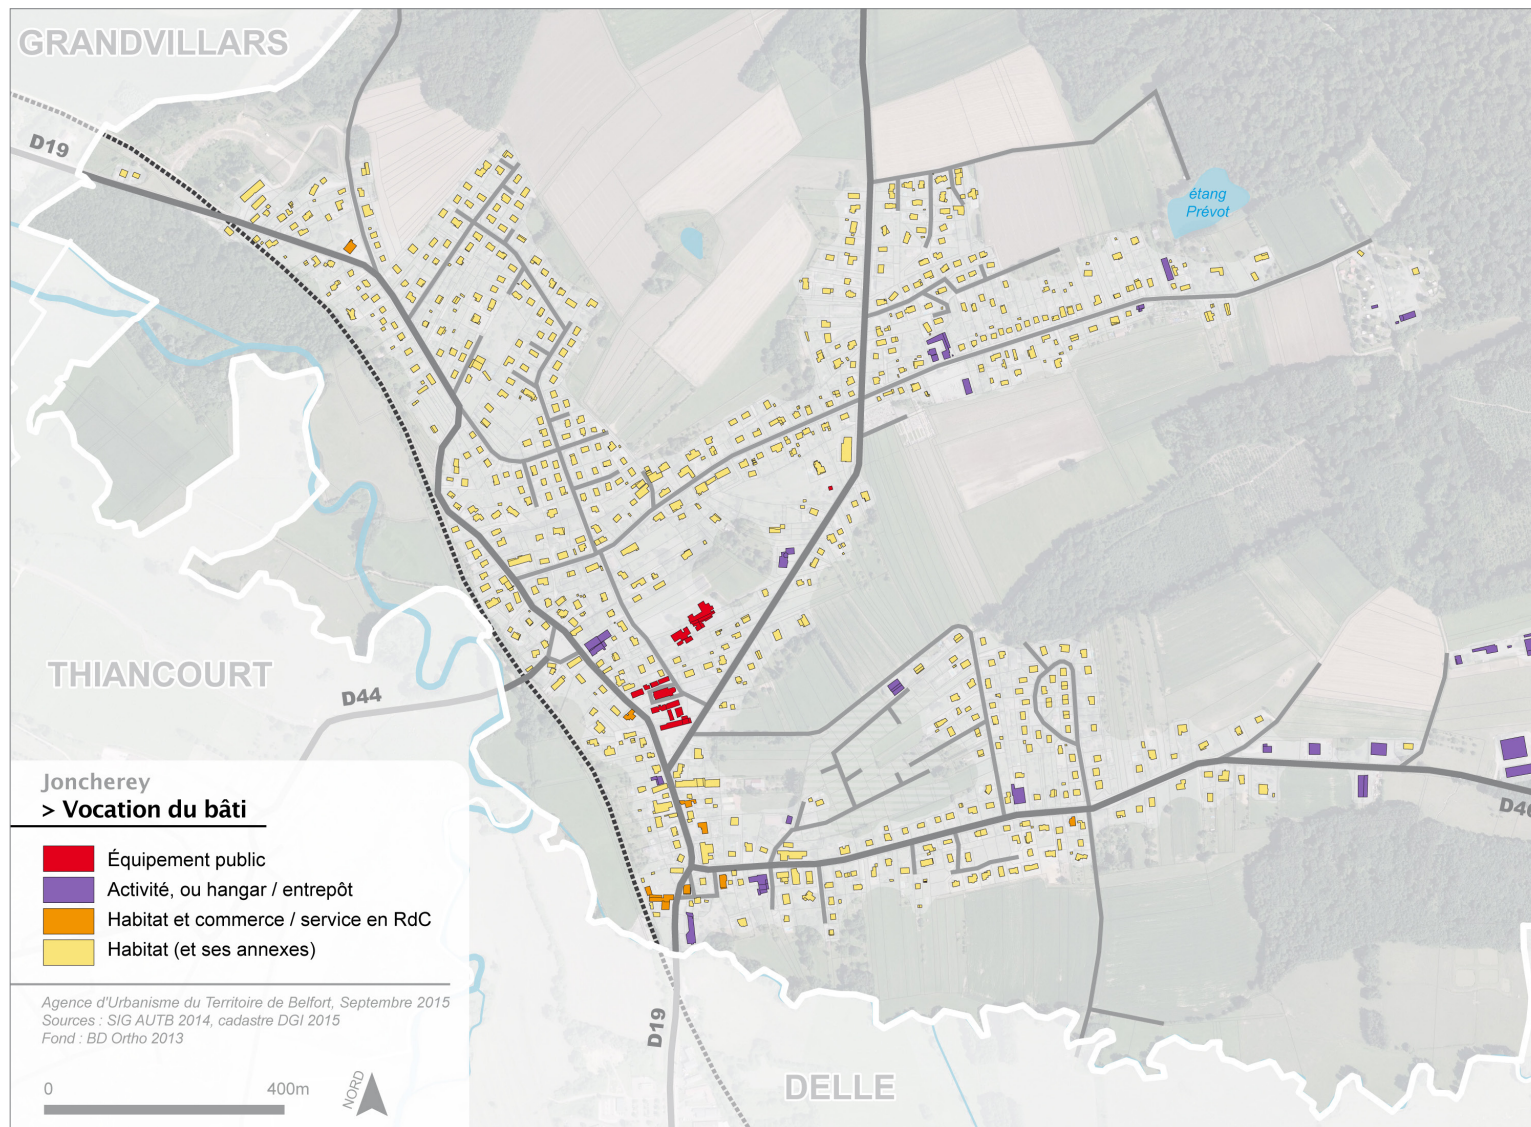 GRANDVILLARS
D19
étang
Prévot
THIANCOURT
D44
Joncherey
> Vocation du bâti
Équipement public
Activité, ou hangar / entrepôt
Habitat et commerce / service en RdC
Habitat (et ses annexes)
Agence d'Urbanisme du Territoire de Belfort, Septembre 2015
Sources : SIG AUTB 2014, cadastre DGI 2015
Fond : BD Ortho 2013
0 400m
NORD
D19
DELLE